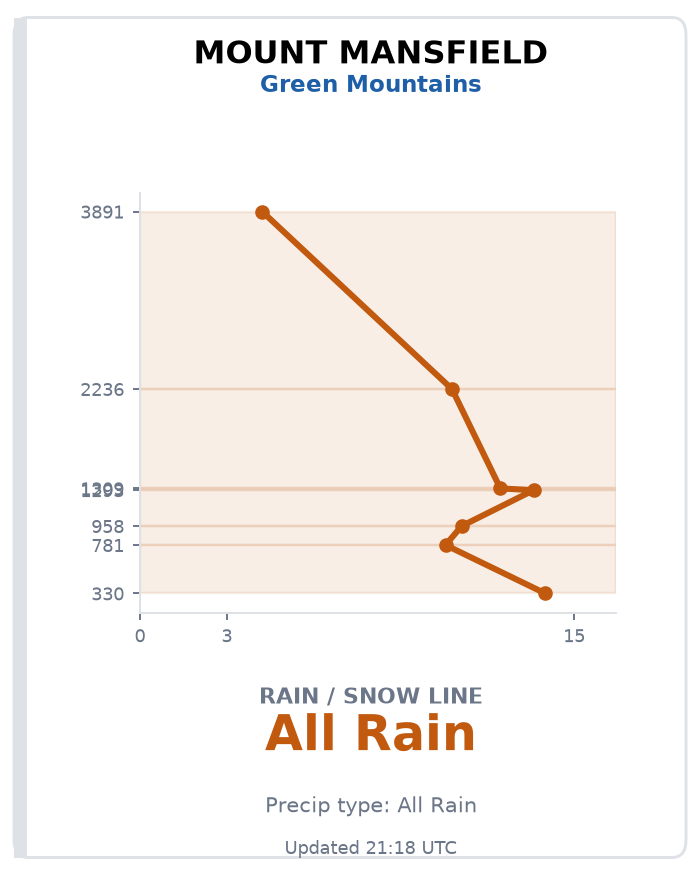 MOUNT MANSFIELD
Green Mountains
3891
2236
958
781
330
0 3 15
RAIN / SNOW LINE
All Rain
Precip type: All Rain
Updated 21:18 UTC